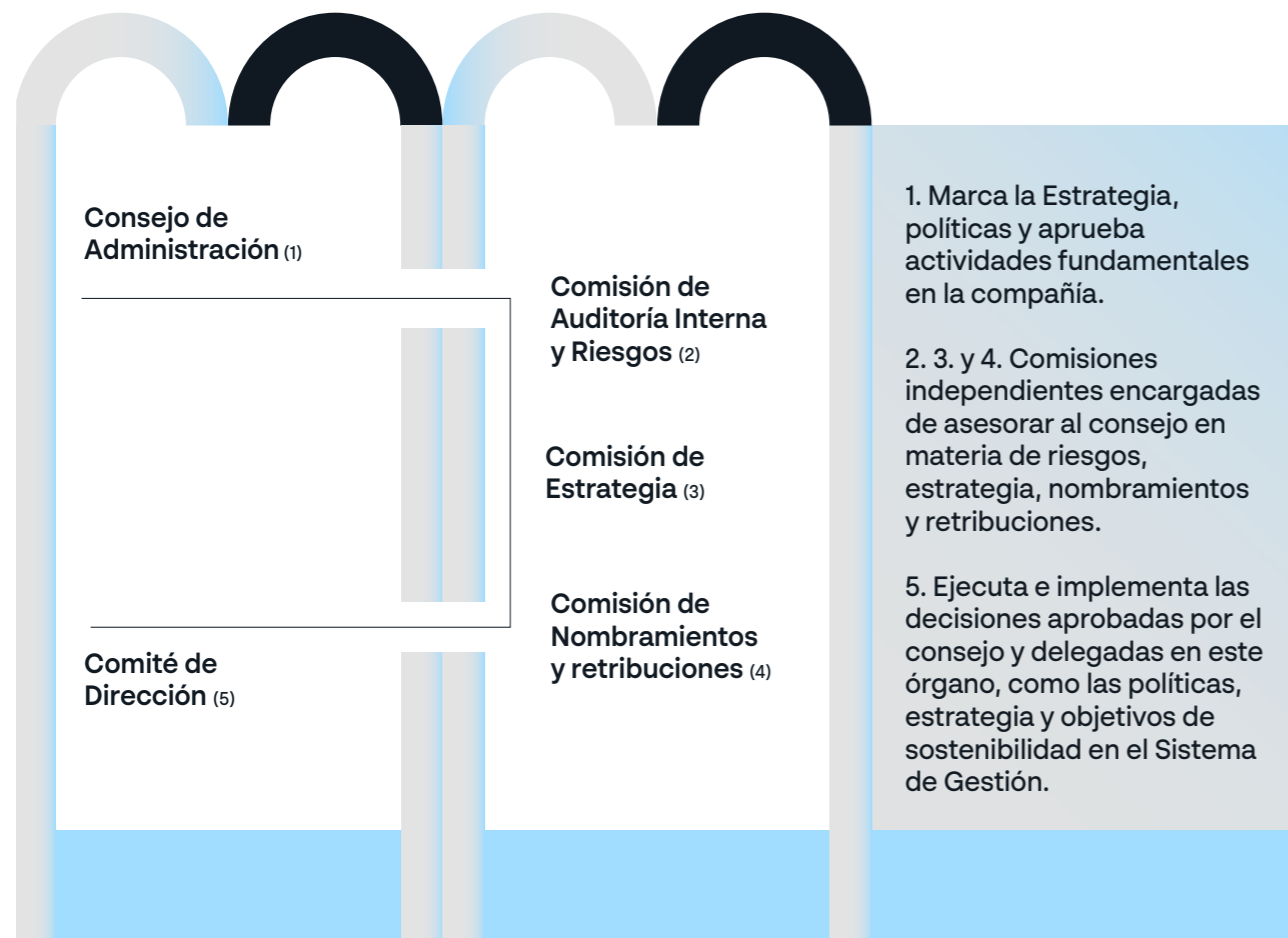 Consejo de
Administración (1)
Comité de
Dirección (5)
Comisión de
Auditoría Interna
y Riesgos (2)
Comisión de
Estrategia (3)
Comisión de
Nombramientos
y retribuciones (4)
1. Marca la Estrategia,
políticas y aprueba
actividades fundamentales
en la compañía.
2. 3. y 4. Comisiones
independientes encargadas
de asesorar al consejo en
materia de riesgos,
estrategia, nombramientos
y retribuciones.
5. Ejecuta e implementa las
decisiones aprobadas por el
consejo y delegadas en este
órgano, como las políticas,
estrategia y objetivos de
sostenibilidad en el Sistema
de Gestión.